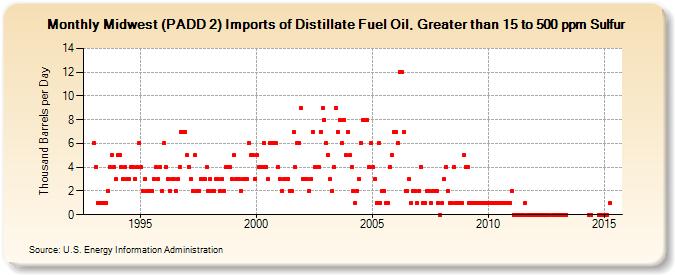 Monthly Midwest (PADD 2) Imports of Distillate Fuel Oil, Greater than 15 to 500 ppm Sulfur
Thousand Barrels per Day
14
12
10
8
6
4
2
0
1995 2000 2005 2010 2015
Source: U.S. Energy Information Administration